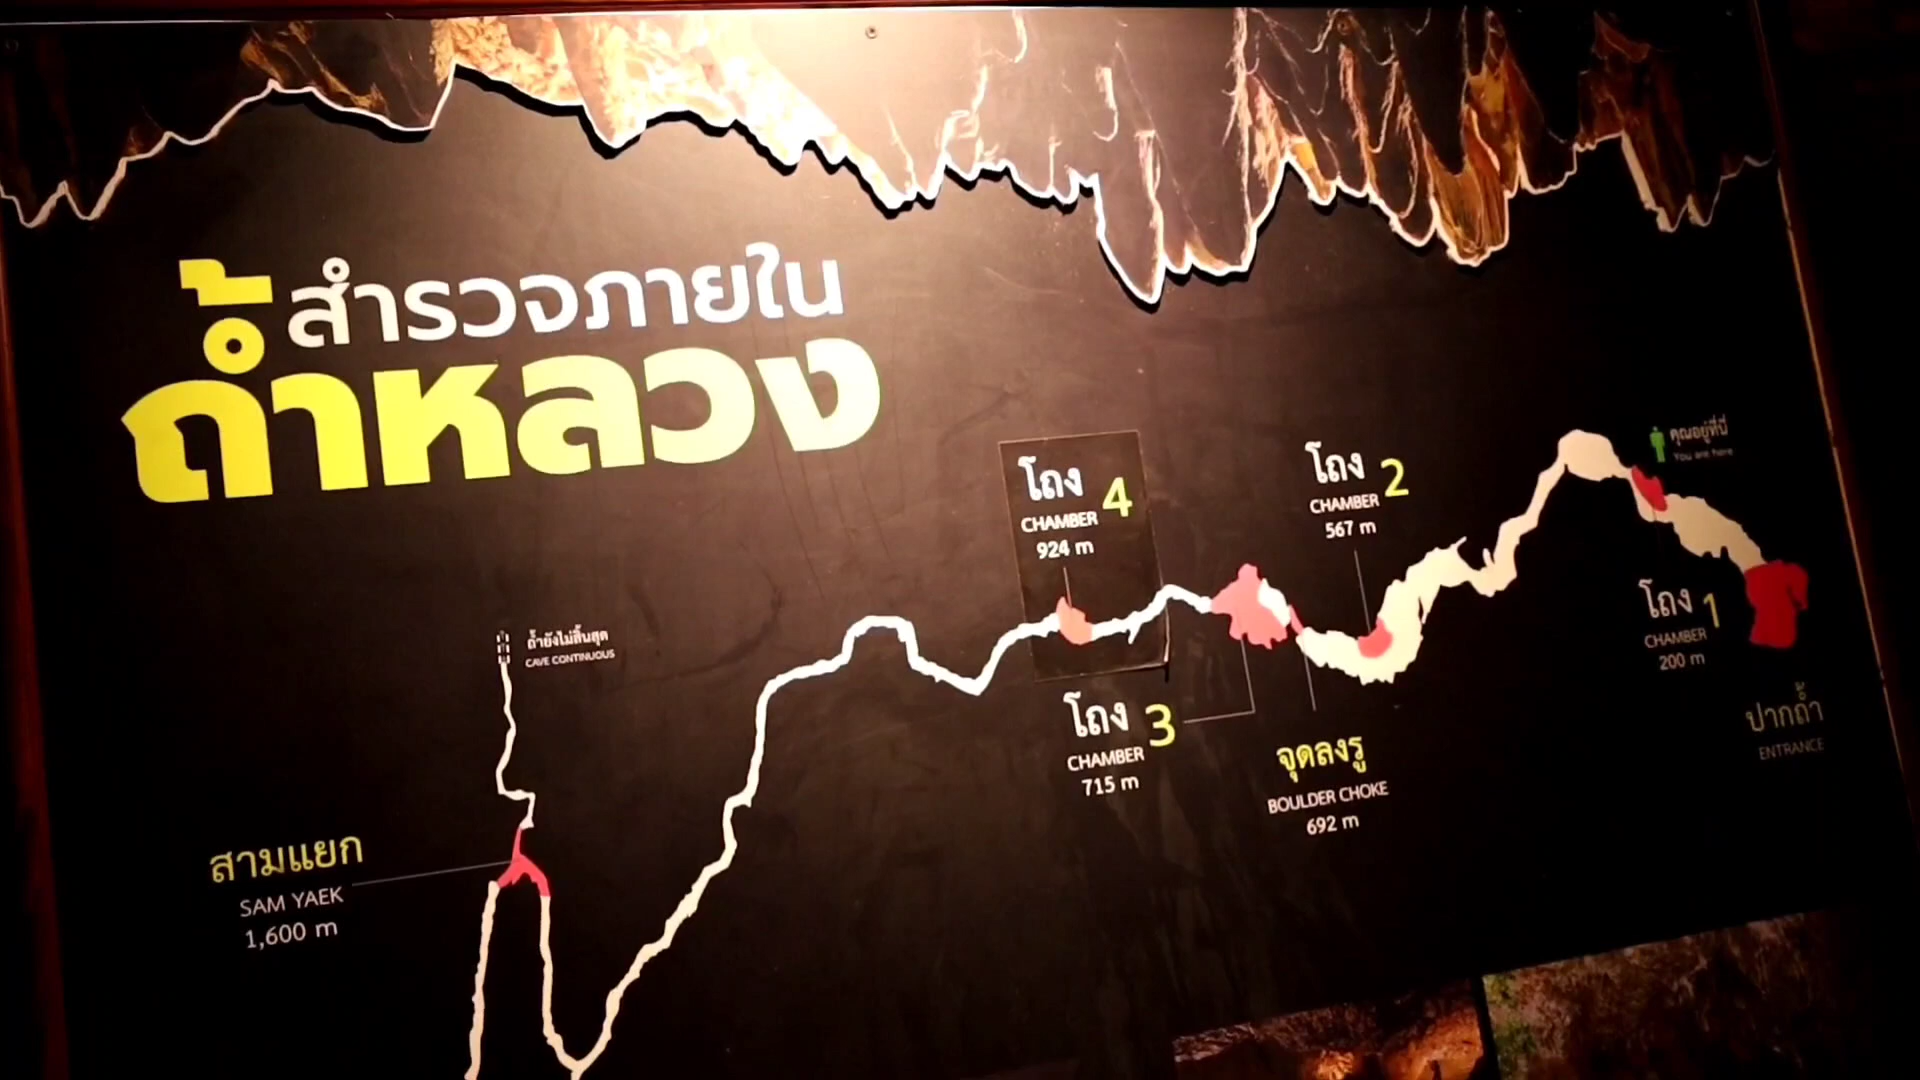 สำรวจภายใน
ถ้ำหลวง
คุณอยู่ที่นี่
You are here
โถง 4
CHAMBER
924 m
โถง 2
CHAMBER
567 m
โถง 1
CHAMBER
200 m
ถ้ำยังไม่สิ้นสุด
CAVE CONTINUOUS
โถง 3
CHAMBER
715 m
จุดลงรู
BOULDER CHOKE
692 m
ปากถ้ำ
ENTRANCE
สามแยก
SAM YAEK
1,600 m